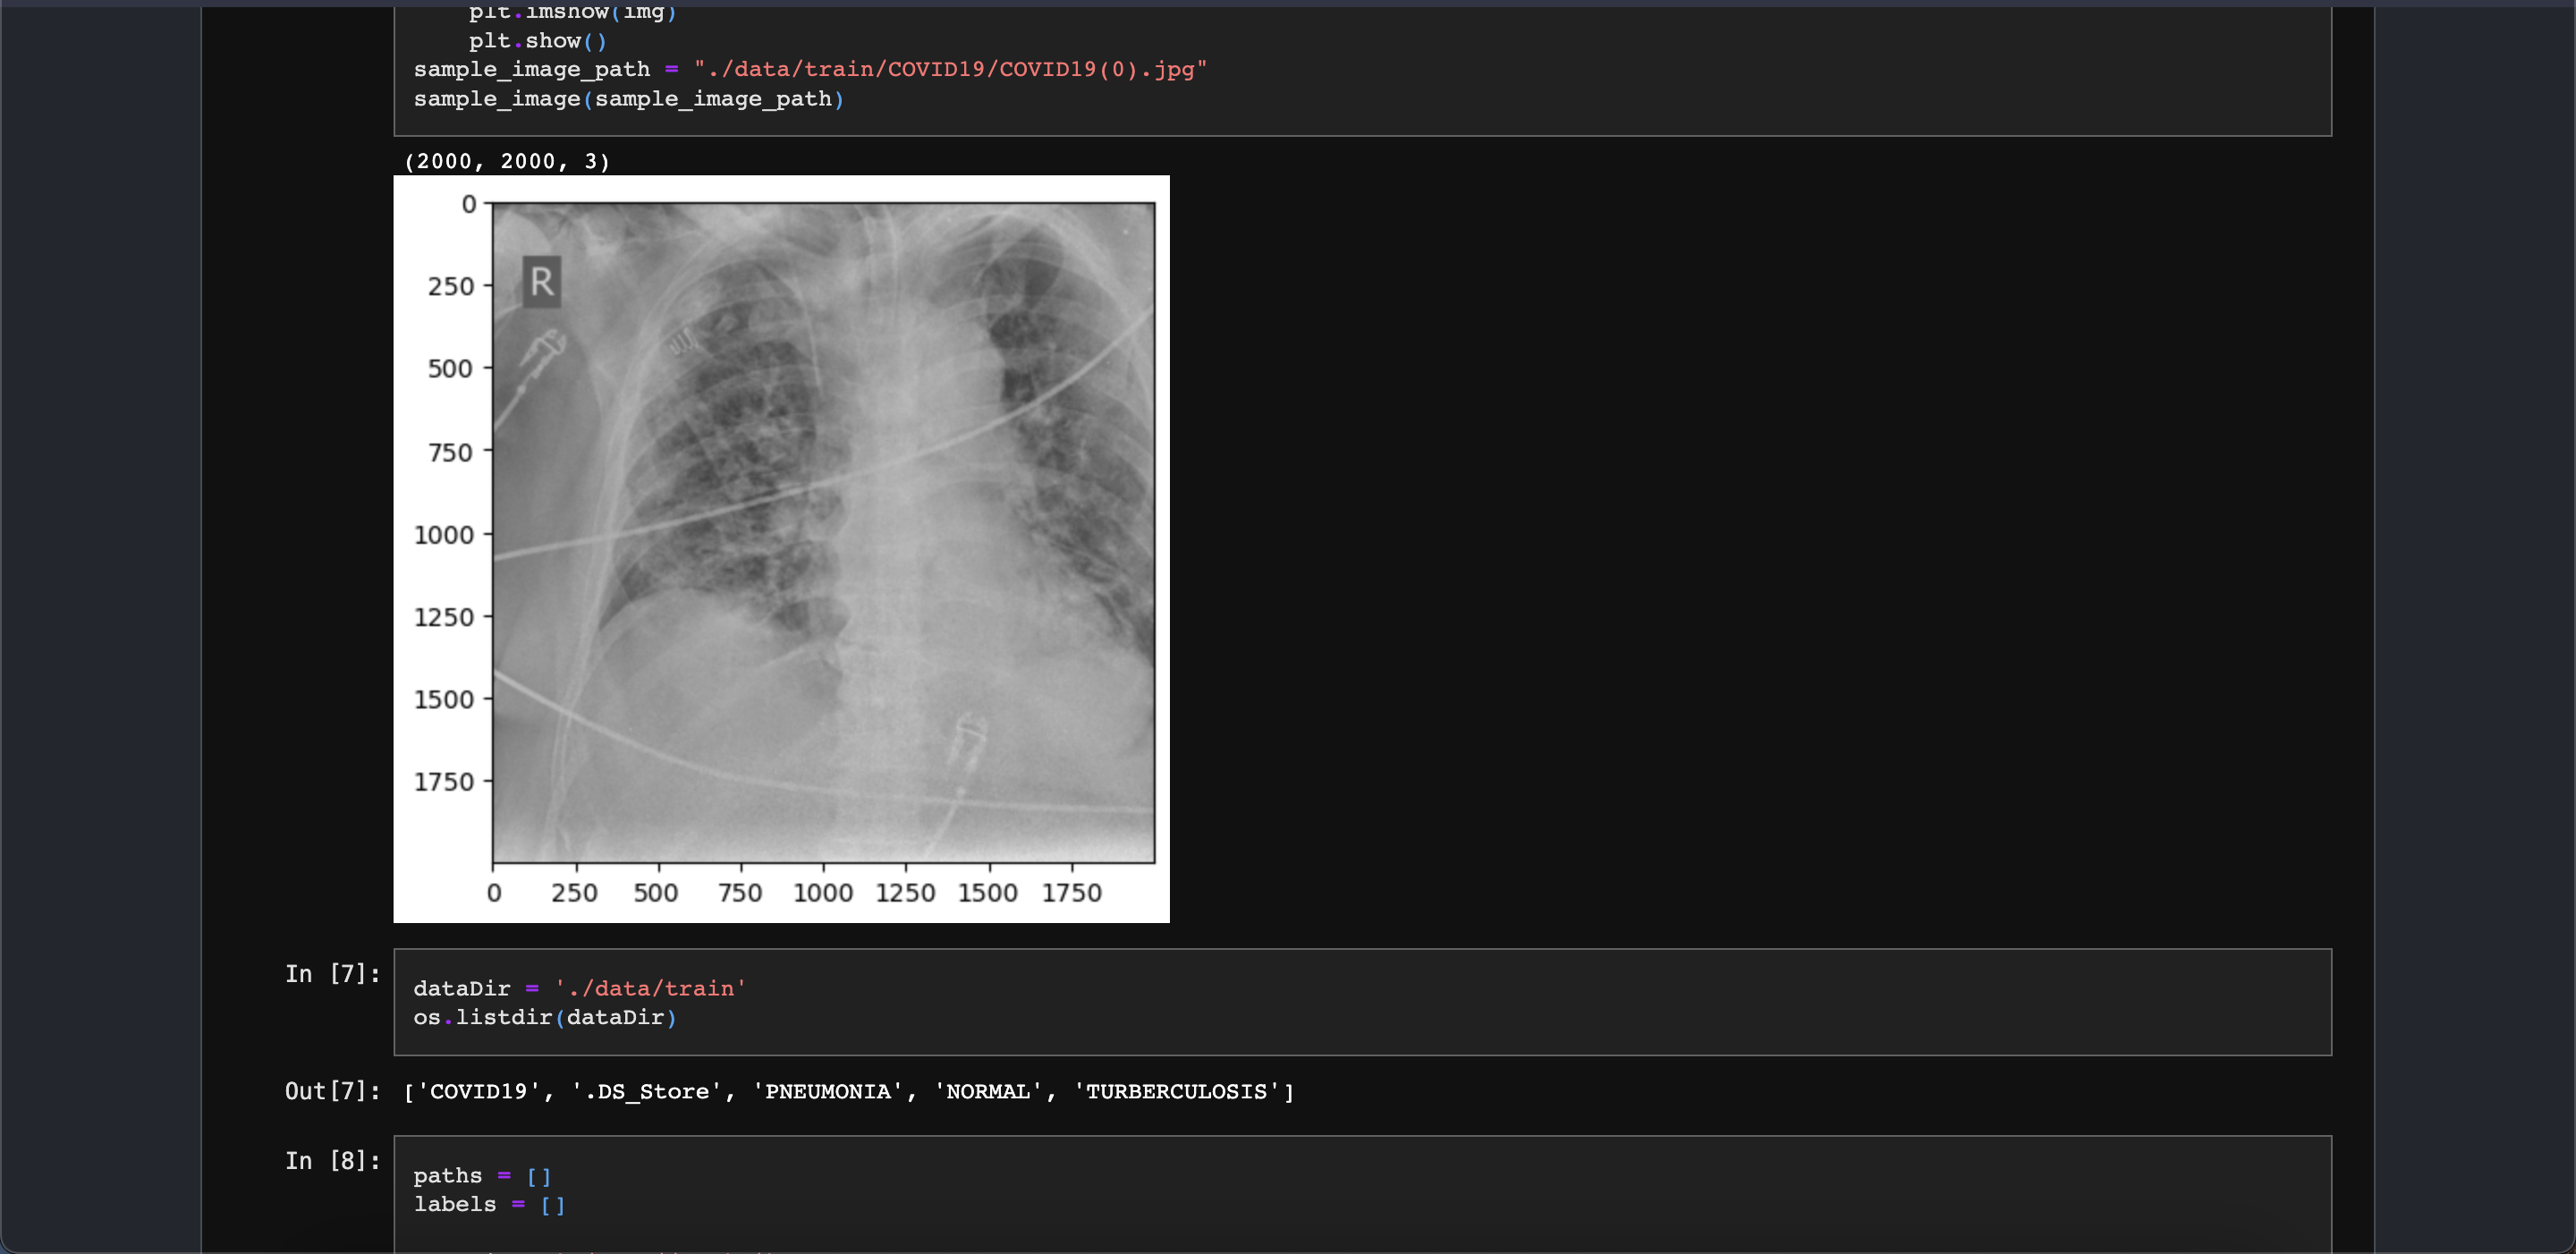 plt.imshow(img)
plt.show()
sample_image_path = "./data/train/COVID19/COVID19(0).jpg"
sample_image(sample_image_path)
(2000, 2000, 3)
0
R
250
500
750
1000
1250
1500
1750
0 250 500 750 1000 1250 1500 1750
In [7]:
dataDir = './data/train'
os.listdir(dataDir)
Out[7]: ['COVID19', '.DS_Store', 'PNEUMONIA', 'NORMAL', 'TURBERCULOSIS']
In [8]:
paths = []
labels = []